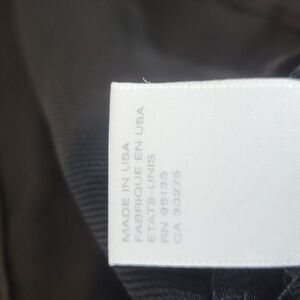 MADE IN USA
FABRIQUE EN USA
ETATS-UNIS
RN 95135
CA 30275